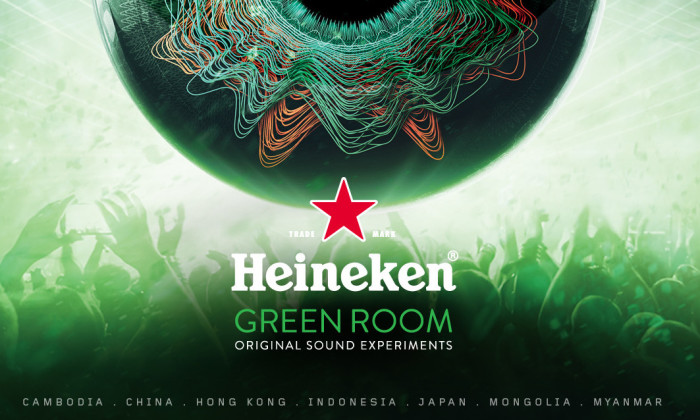 TRADE MARK
Heineken®
GREEN ROOM
ORIGINAL SOUND EXPERIMENTS
CAMBODIA . CHINA . HONG KONG . INDONESIA . JAPAN . MONGOLIA . MYANMAR